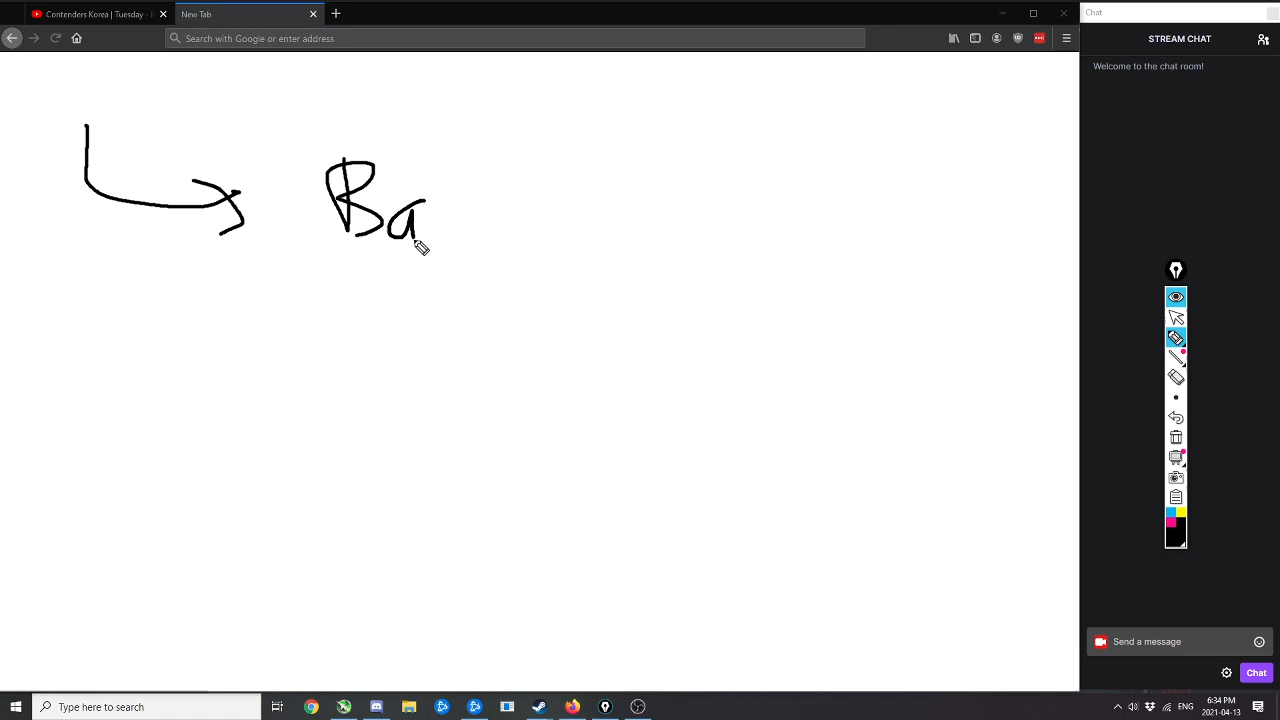 Contenders Korea | Tuesday -
New Tab
Chat
Search with Google or enter address
STREAM CHAT
Welcome to the chat room!
Ba
Send a message
Chat
Type here to search
ENG
6:34 PM
2021-04-13